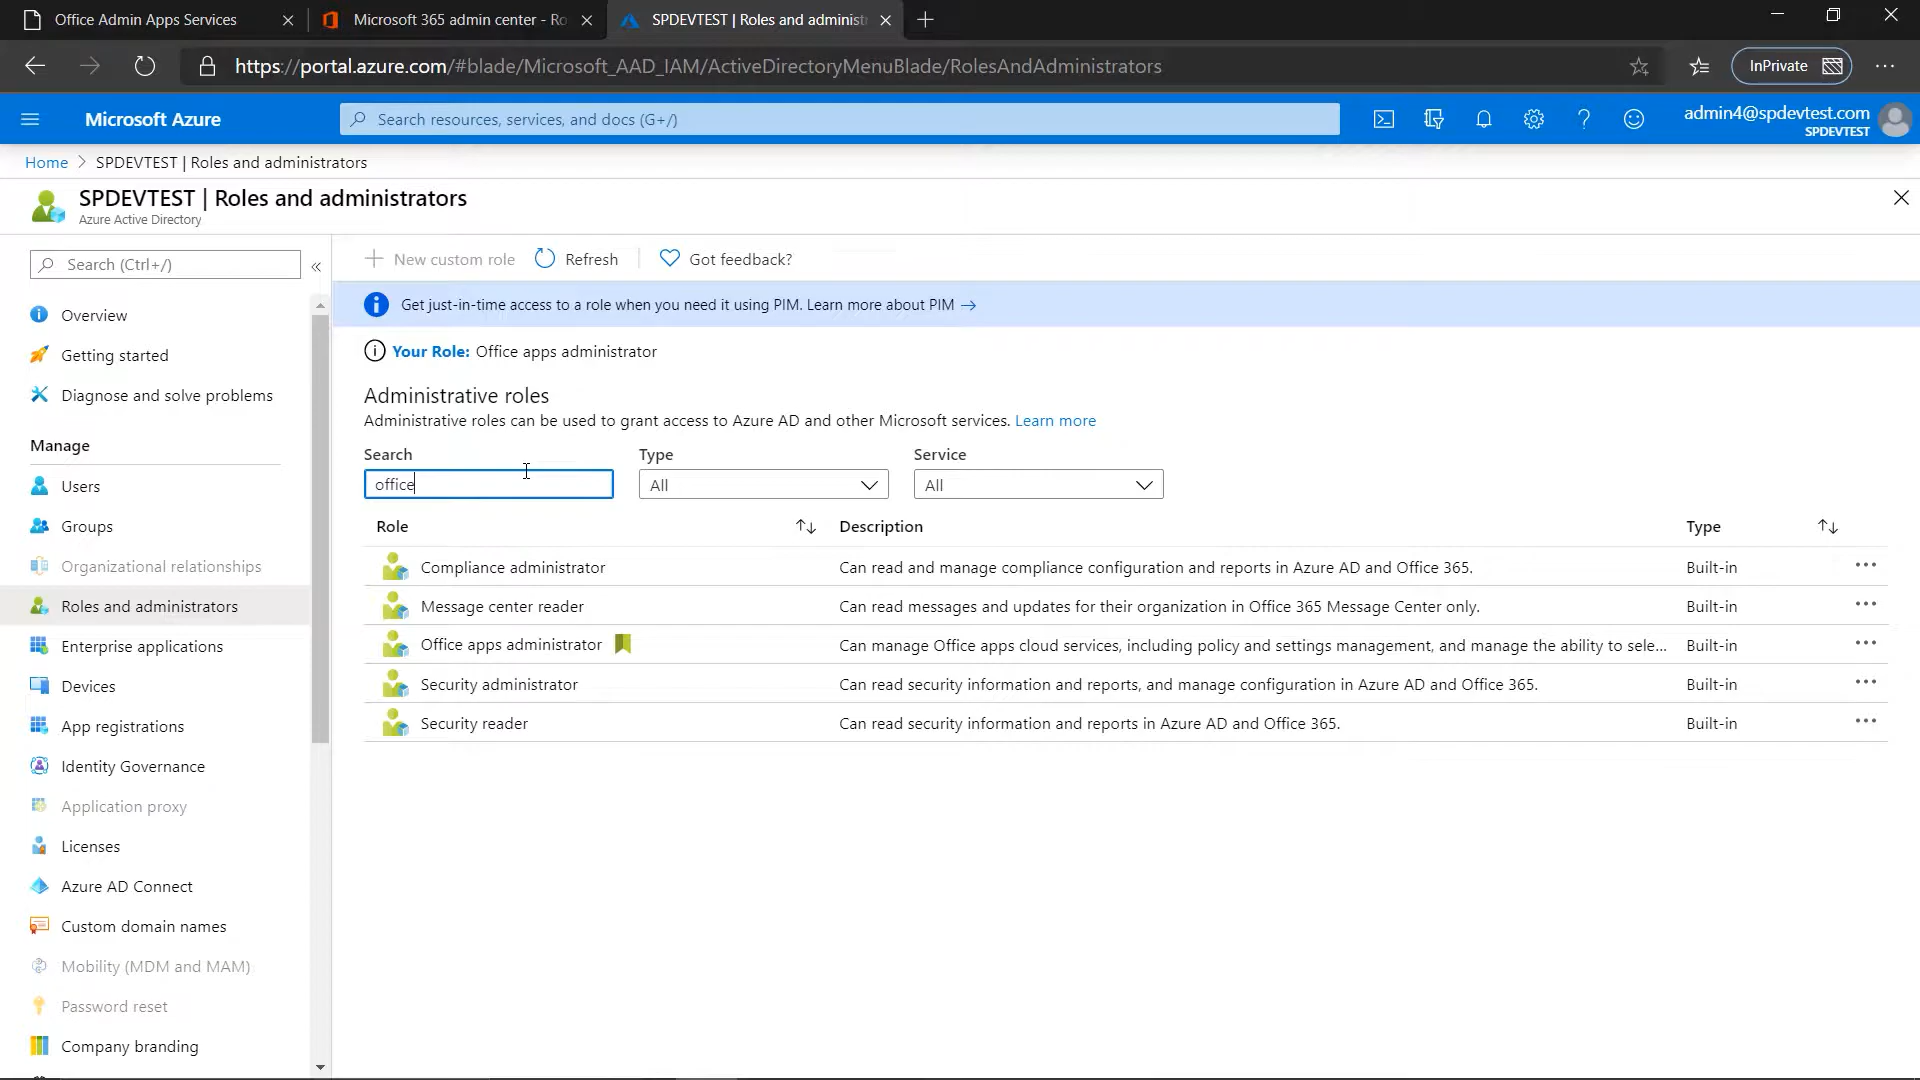 Office Admin Apps Services
Microsoft 365 admin center - Ro
SPDEVTEST | Roles and administ
https://portal.azure.com/#blade/Microsoft_AAD_IAM/ActiveDirectoryMenuBlade/RolesAndAdministrators
InPrivate
Microsoft Azure
Search resources, services, and docs (G+/)
admin4@spdevtest.com
SPDEVTEST
Home > SPDEVTEST | Roles and administrators
SPDEVTEST | Roles and administrators
Azure Active Directory
Search (Ctrl+/)
«
Overview
Getting started
Diagnose and solve problems
Manage
Users
Groups
Organizational relationships
Roles and administrators
Enterprise applications
Devices
App registrations
Identity Governance
Application proxy
Licenses
Azure AD Connect
Custom domain names
Mobility (MDM and MAM)
Password reset
Company branding
New custom role
Refresh
Got feedback?
Get just-in-time access to a role when you need it using PIM. Learn more about PIM →
Your Role: Office apps administrator
Administrative roles
Administrative roles can be used to grant access to Azure AD and other Microsoft services. Learn more
Search Type Service
office All All
Role Description Type
Compliance administrator Can read and manage compliance configuration and reports in Azure AD and Office 365. Built-in
Message center reader Can read messages and updates for their organization in Office 365 Message Center only. Built-in
Office apps administrator Can manage Office apps cloud services, including policy and settings management, and manage the ability to sele... Built-in
Security administrator Can read security information and reports, and manage configuration in Azure AD and Office 365. Built-in
Security reader Can read security information and reports in Azure AD and Office 365. Built-in